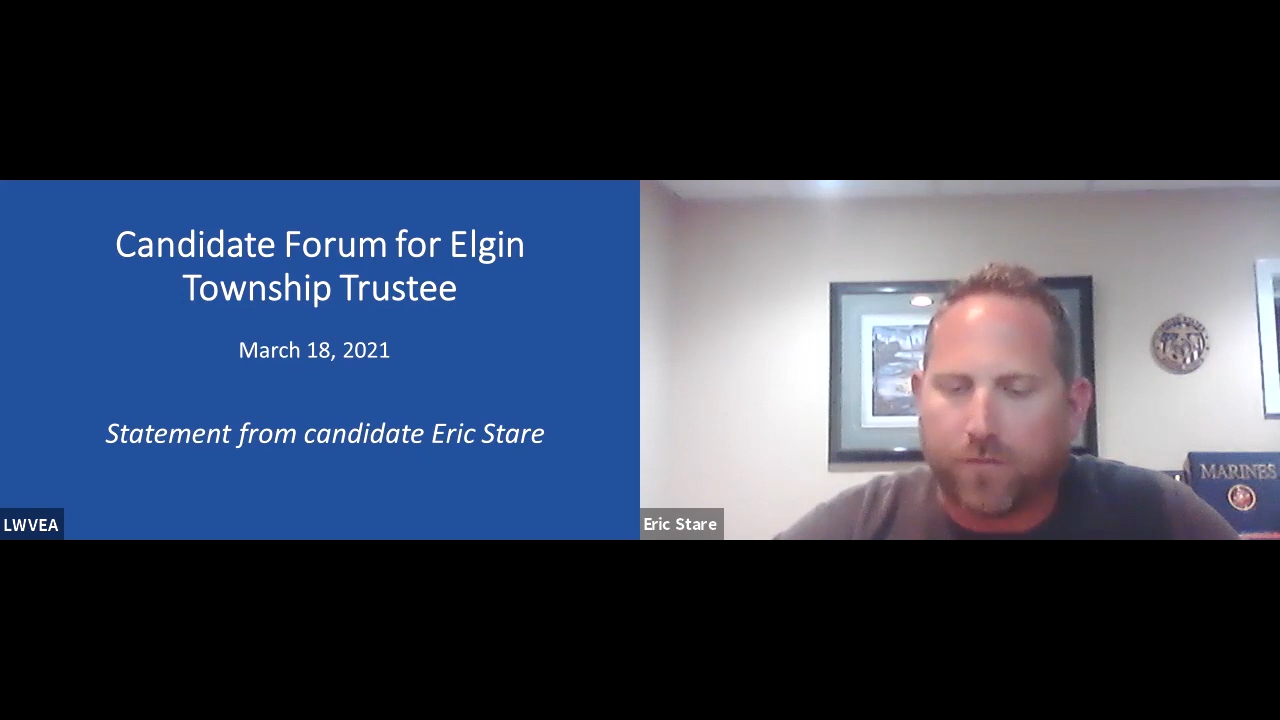 Candidate Forum for Elgin
Township Trustee
March 18, 2021
Statement from candidate Eric Stare
LWVEA
Eric Stare
MARINES